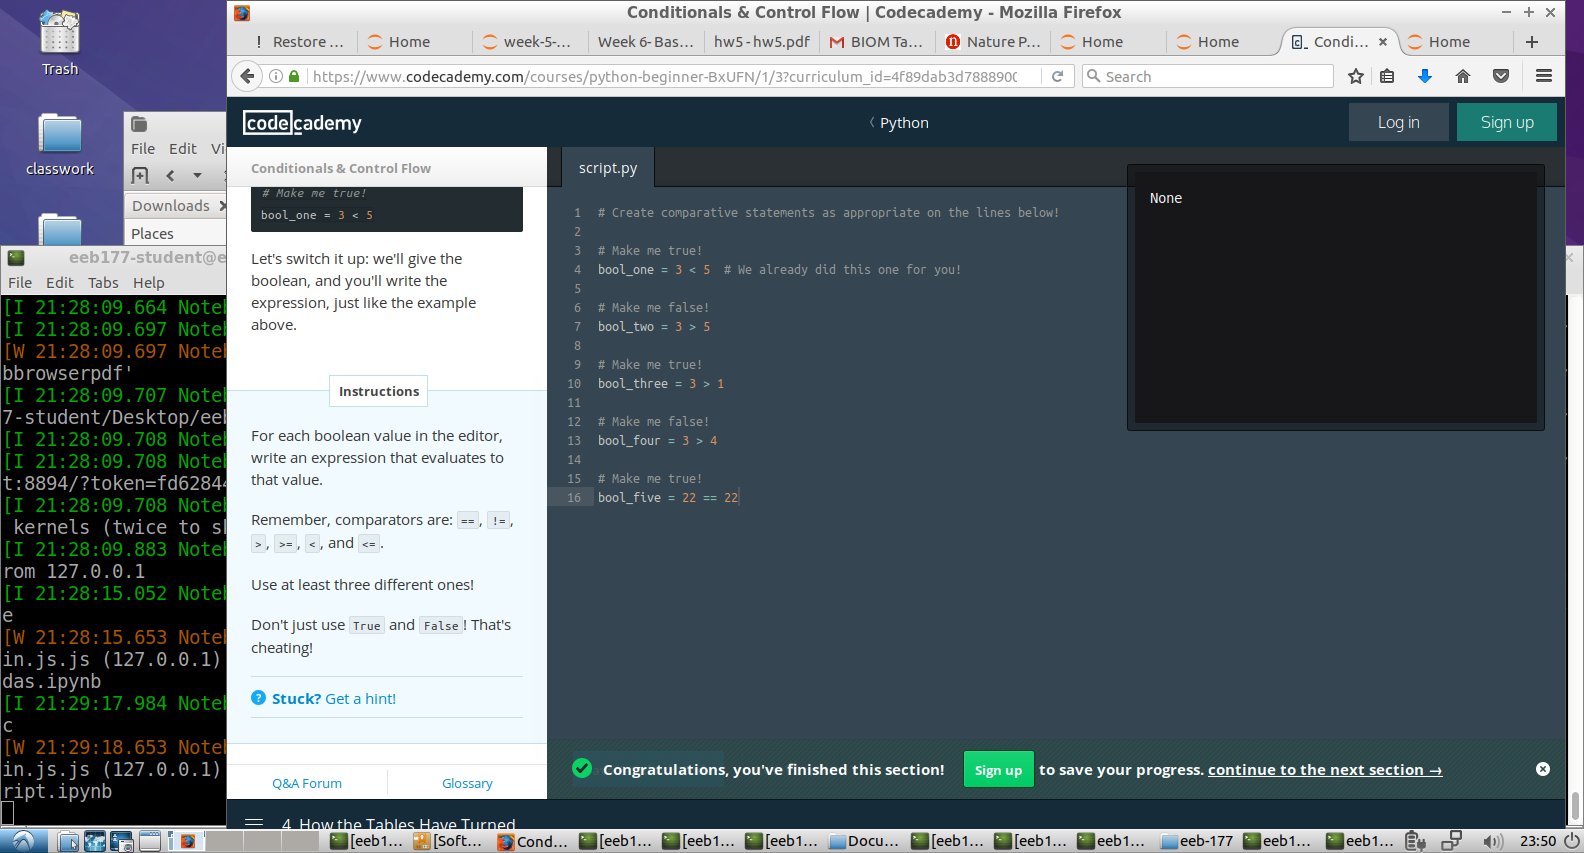 Trash
classwork
File Edit Vi
Downloads
Places
Conditionals & Control Flow | Codecademy - Mozilla Firefox
! Restore ...
Home
week-5-...
Week 6- Bas...
hw5 - hw5.pdf
BIOM Ta...
Nature P...
Home
Home
Condi...
Home
https://www.codecademy.com/courses/python-beginner-BxUFN/1/3?curriculum_id=4f89dab3d788890(
Search
codecademy
Python
Log in
Sign up
Conditionals & Control Flow
# Make me true!
bool_one = 3 < 5
Let's switch it up: we'll give the
boolean, and you'll write the
expression, just like the example
above.
Instructions
For each boolean value in the editor,
write an expression that evaluates to
that value.
Remember, comparators are: ==, !=,
>, >=, <, and <=.
Use at least three different ones!
Don't just use True and False! That's
cheating!
? Stuck? Get a hint!
Q&A Forum
Glossary
script.py
1 # Create comparative statements as appropriate on the lines below!
2
3 # Make me true!
4 bool_one = 3 < 5 # We already did this one for you!
5
6 # Make me false!
7 bool_two = 3 > 5
8
9 # Make me true!
10 bool_three = 3 > 1
11
12 # Make me false!
13 bool_four = 3 > 4
14
15 # Make me true!
16 bool_five = 22 == 22
None
Congratulations, you've finished this section!
Sign up
to save your progress. continue to the next section →
4. How the Tables Have Turned
eeb177-student@e
File Edit Tabs Help
[I 21:28:09.664 Noteb
[I 21:28:09.697 Noteb
[W 21:28:09.697 Noteb
bbrowserpdf'
[I 21:28:09.707 Noteb
7-student/Desktop/eeb
[I 21:28:09.708 Noteb
[I 21:28:09.708 Noteb
t:8894/?token=fd62844
[I 21:28:09.708 Noteb
kernels (twice to sk
[I 21:28:09.883 Noteb
rom 127.0.0.1
[I 21:28:15.052 Noteb
e
[W 21:28:15.653 Noteb
in.js.js (127.0.0.1)
das.ipynb
[I 21:29:17.984 Noteb
c
[W 21:29:18.653 Noteb
in.js.js (127.0.0.1)
ript.ipynb
[eeb1...
[Soft...
Cond...
[eeb1...
[eeb1...
[eeb1...
Docu...
[eeb1...
[eeb1...
eeb1...
eeb-177
eeb1...
eeb1...
23:50